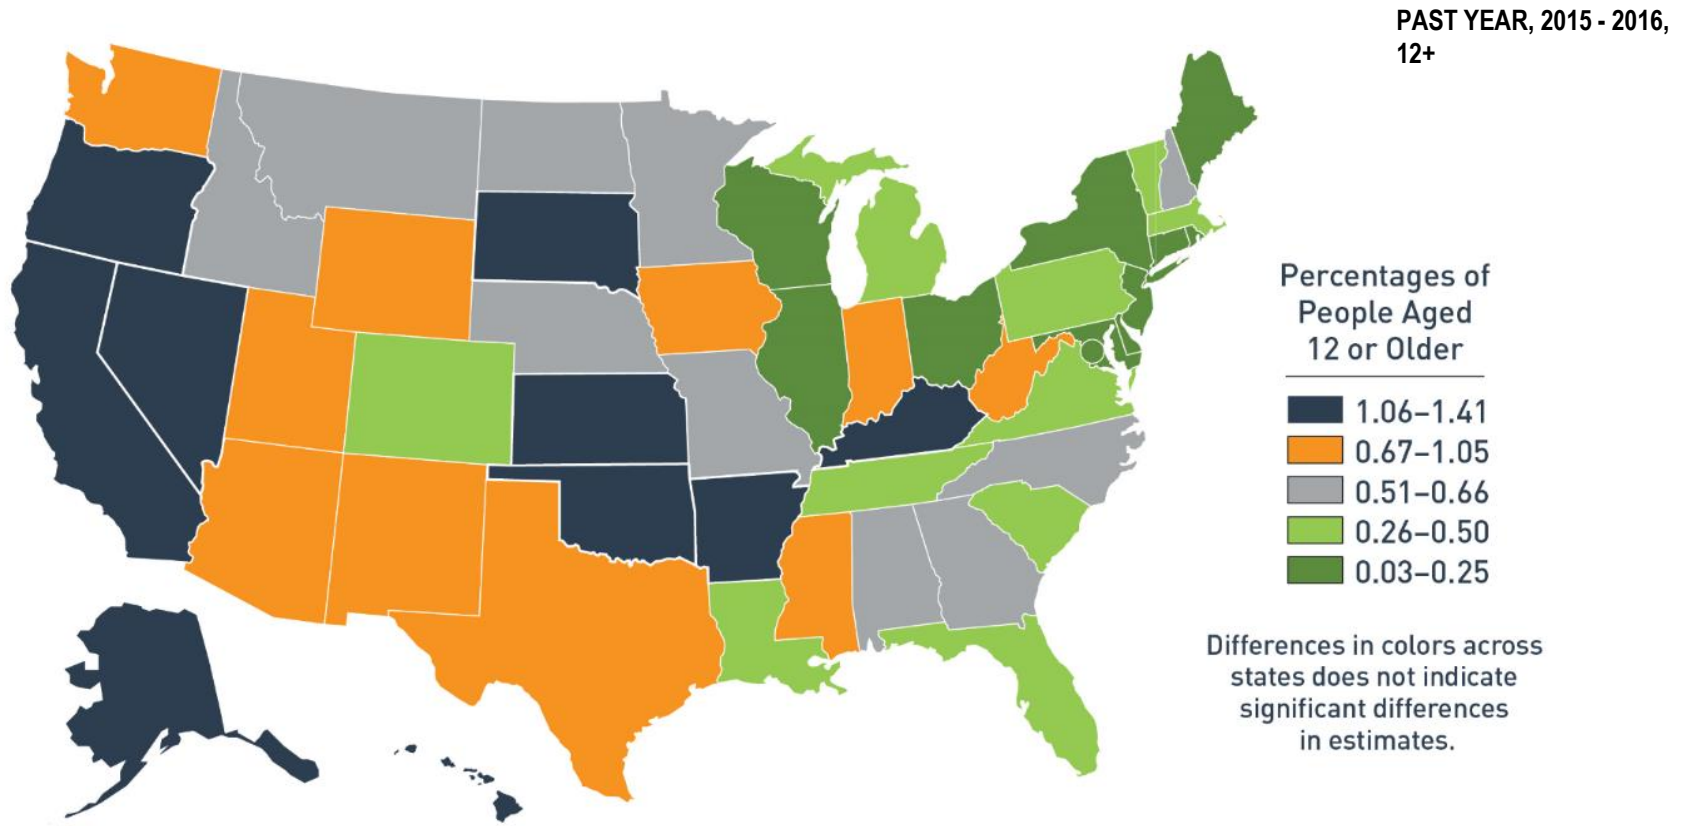 PAST YEAR, 2015 - 2016,
12+
Percentages of
People Aged
12 or Older
1.06–1.41
0.67–1.05
0.51–0.66
0.26–0.50
0.03–0.25
Differences in colors across
states does not indicate
significant differences
in estimates.